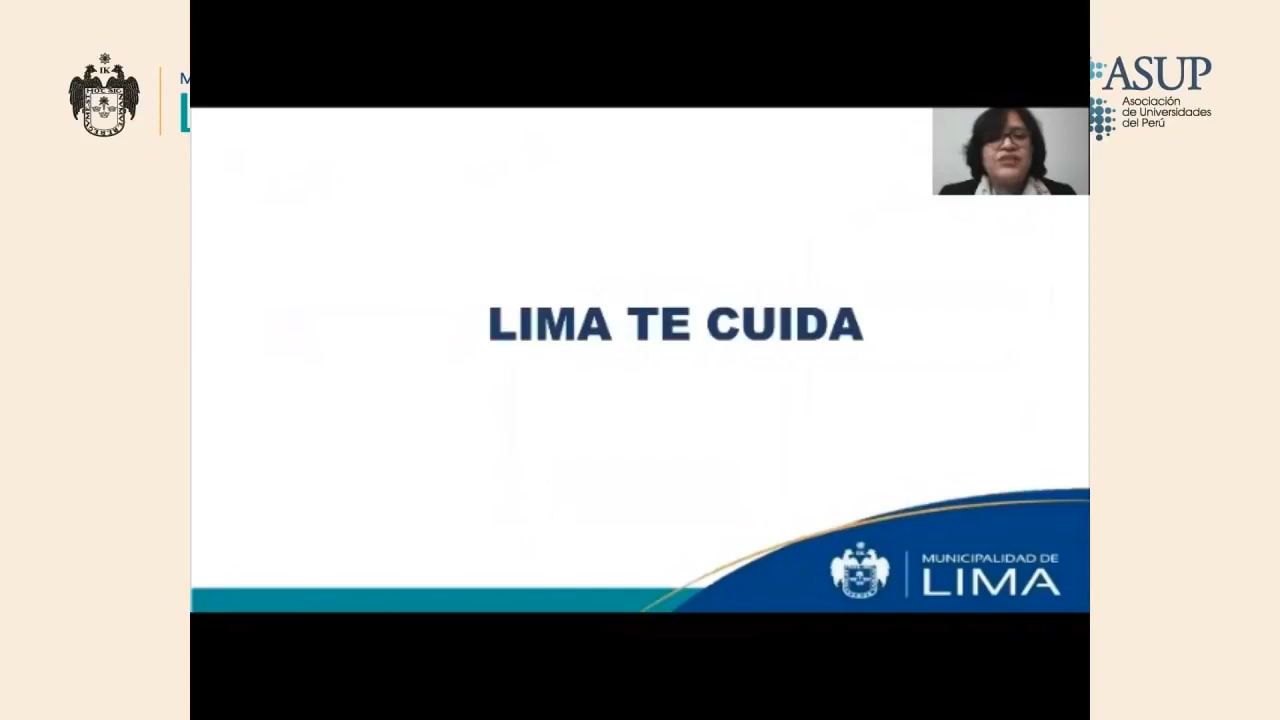 ASUP
Asociación
de Universidades
del Perú
LIMA TE CUIDA
MUNICIPALIDAD DE
LIMA